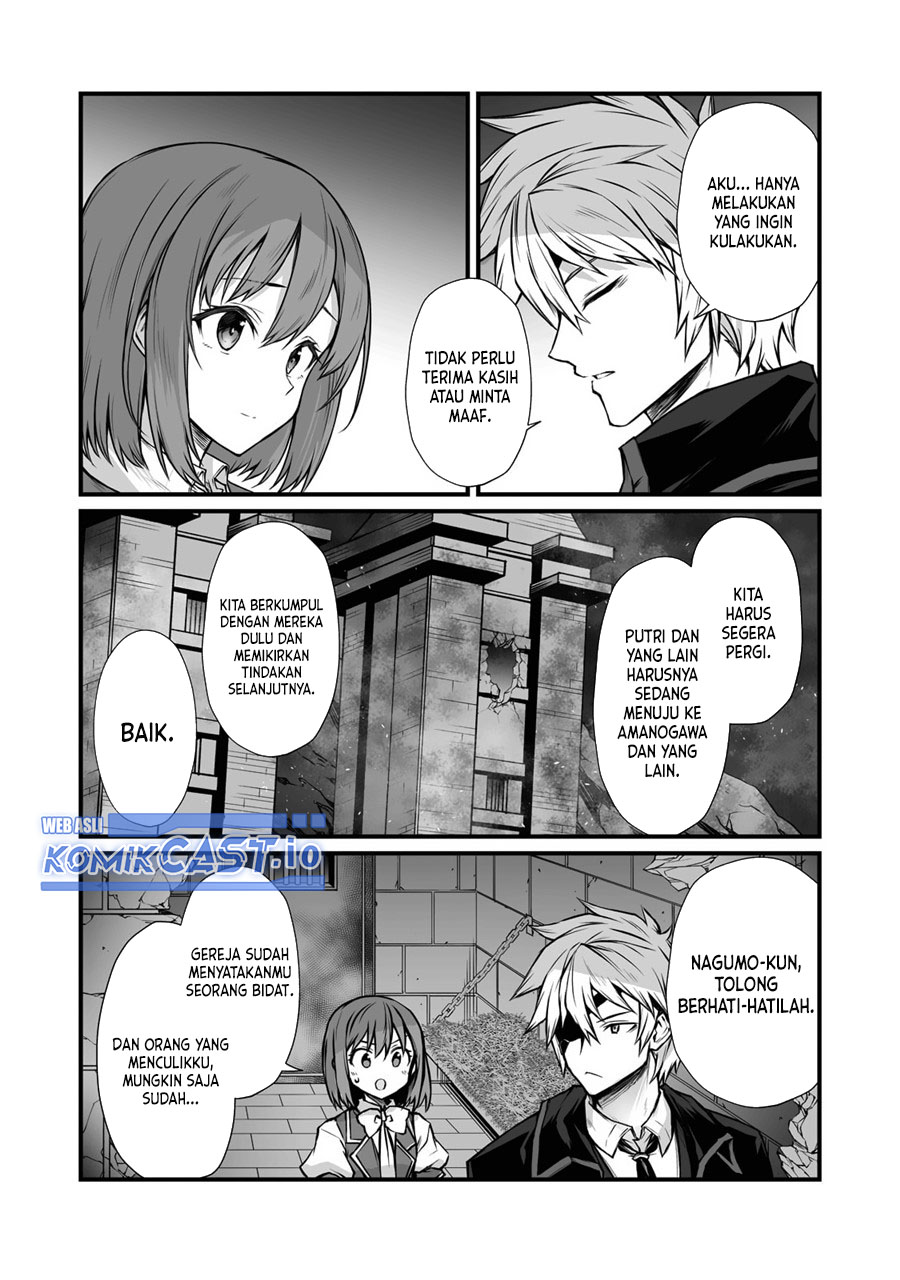 AKU... HANYA
MELAKUKAN
YANG INGIN
KULAKUKAN.
TIDAK PERLU
TERIMA KASIH
ATAU MINTA
MAAF.
KITA
HARUS
SEGERA
PERGI.
PUTRI DAN
YANG LAIN
HARUSNYA
SEDANG
MENUJU KE
AMANOGAWA
DAN YANG
LAIN.
KITA BERKUMPUL
DENGAN MEREKA
DULU DAN
MEMIKIRKAN
TINDAKAN
SELANJUTNYA.
BAIK.
WEB ASLI
KOMIKCAST.io
NAGUMO-KUN,
TOLONG
BERHATI-HATILAH.
GEREJA SUDAH
MENYATAKANMU
SEORANG BIDAT.
DAN ORANG YANG
MENCULIKKU,
MUNGKIN SAJA
SUDAH...